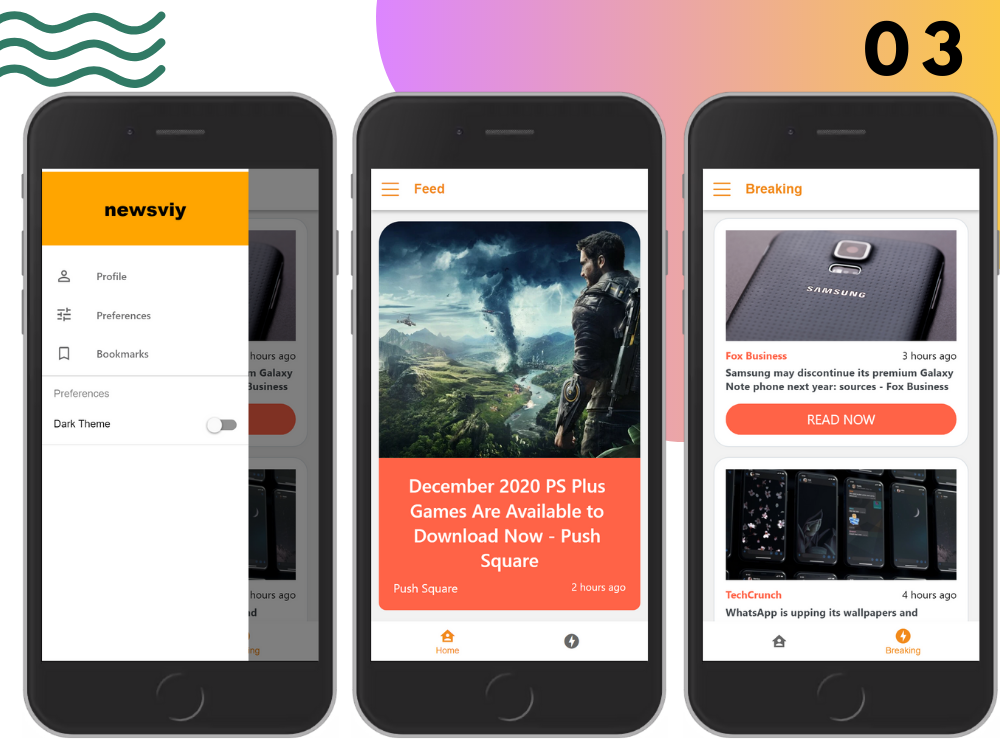 03
newsviy
Profile
Preferences
Bookmarks
Preferences
Dark Theme
hours ago
m Galaxy
Business
hours ago
nd
ng
Feed
December 2020 PS Plus
Games Are Available to
Download Now - Push
Square
Push Square
2 hours ago
Home
Breaking
SAMSUNG
Fox Business
3 hours ago
Samsung may discontinue its premium Galaxy
Note phone next year: sources - Fox Business
READ NOW
TechCrunch
4 hours ago
WhatsApp is upping its wallpapers and
Breaking